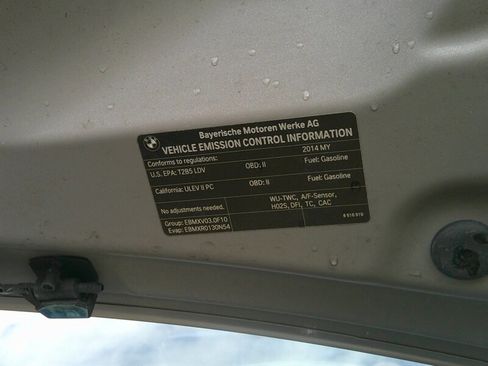 BMW
Bayerische Motoren Werke AG
VEHICLE EMISSION CONTROL INFORMATION
Conforms to regulations: 2014 MY
U.S. EPA: T2B5 LDV OBD: II Fuel: Gasoline
California: ULEV II PC OBD: II Fuel: Gasoline
No adjustments needed. WU-TWC, A/F-Sensor,
HO2S, DFI, TC, CAC
Group: EBMXV03.0F10
Evap: EBMXR0130N54